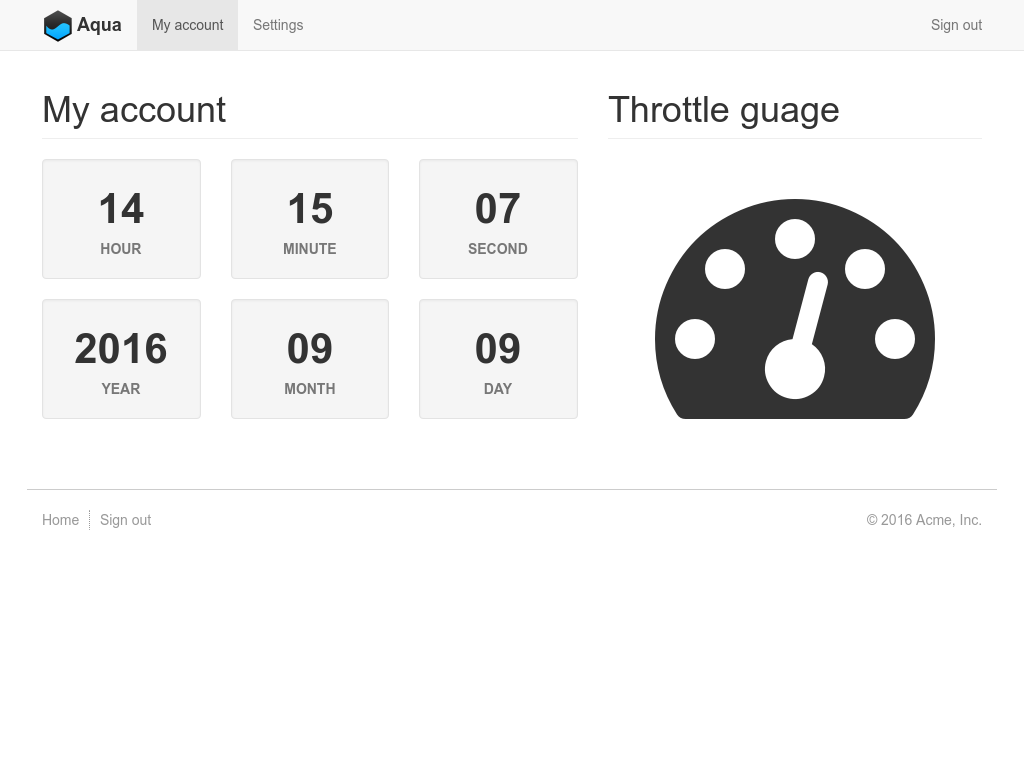 Aqua
My account
Settings
Sign out
My account
Throttle guage
14
HOUR
15
MINUTE
07
SECOND
2016
YEAR
09
MONTH
09
DAY
Home
Sign out
© 2016 Acme, Inc.